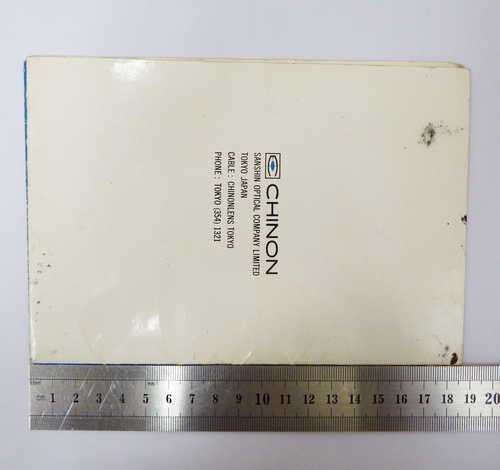 CHINON
SANSHIN OPTICAL COMPANY LIMITED
TOKYO JAPAN
CABLE : CHINONLENS TOKYO
PHONE : TOKYO (354) 1321
1 2 3 4 5 6 7 8 9 10 11 12 13 14 15 16 17 18 19 20